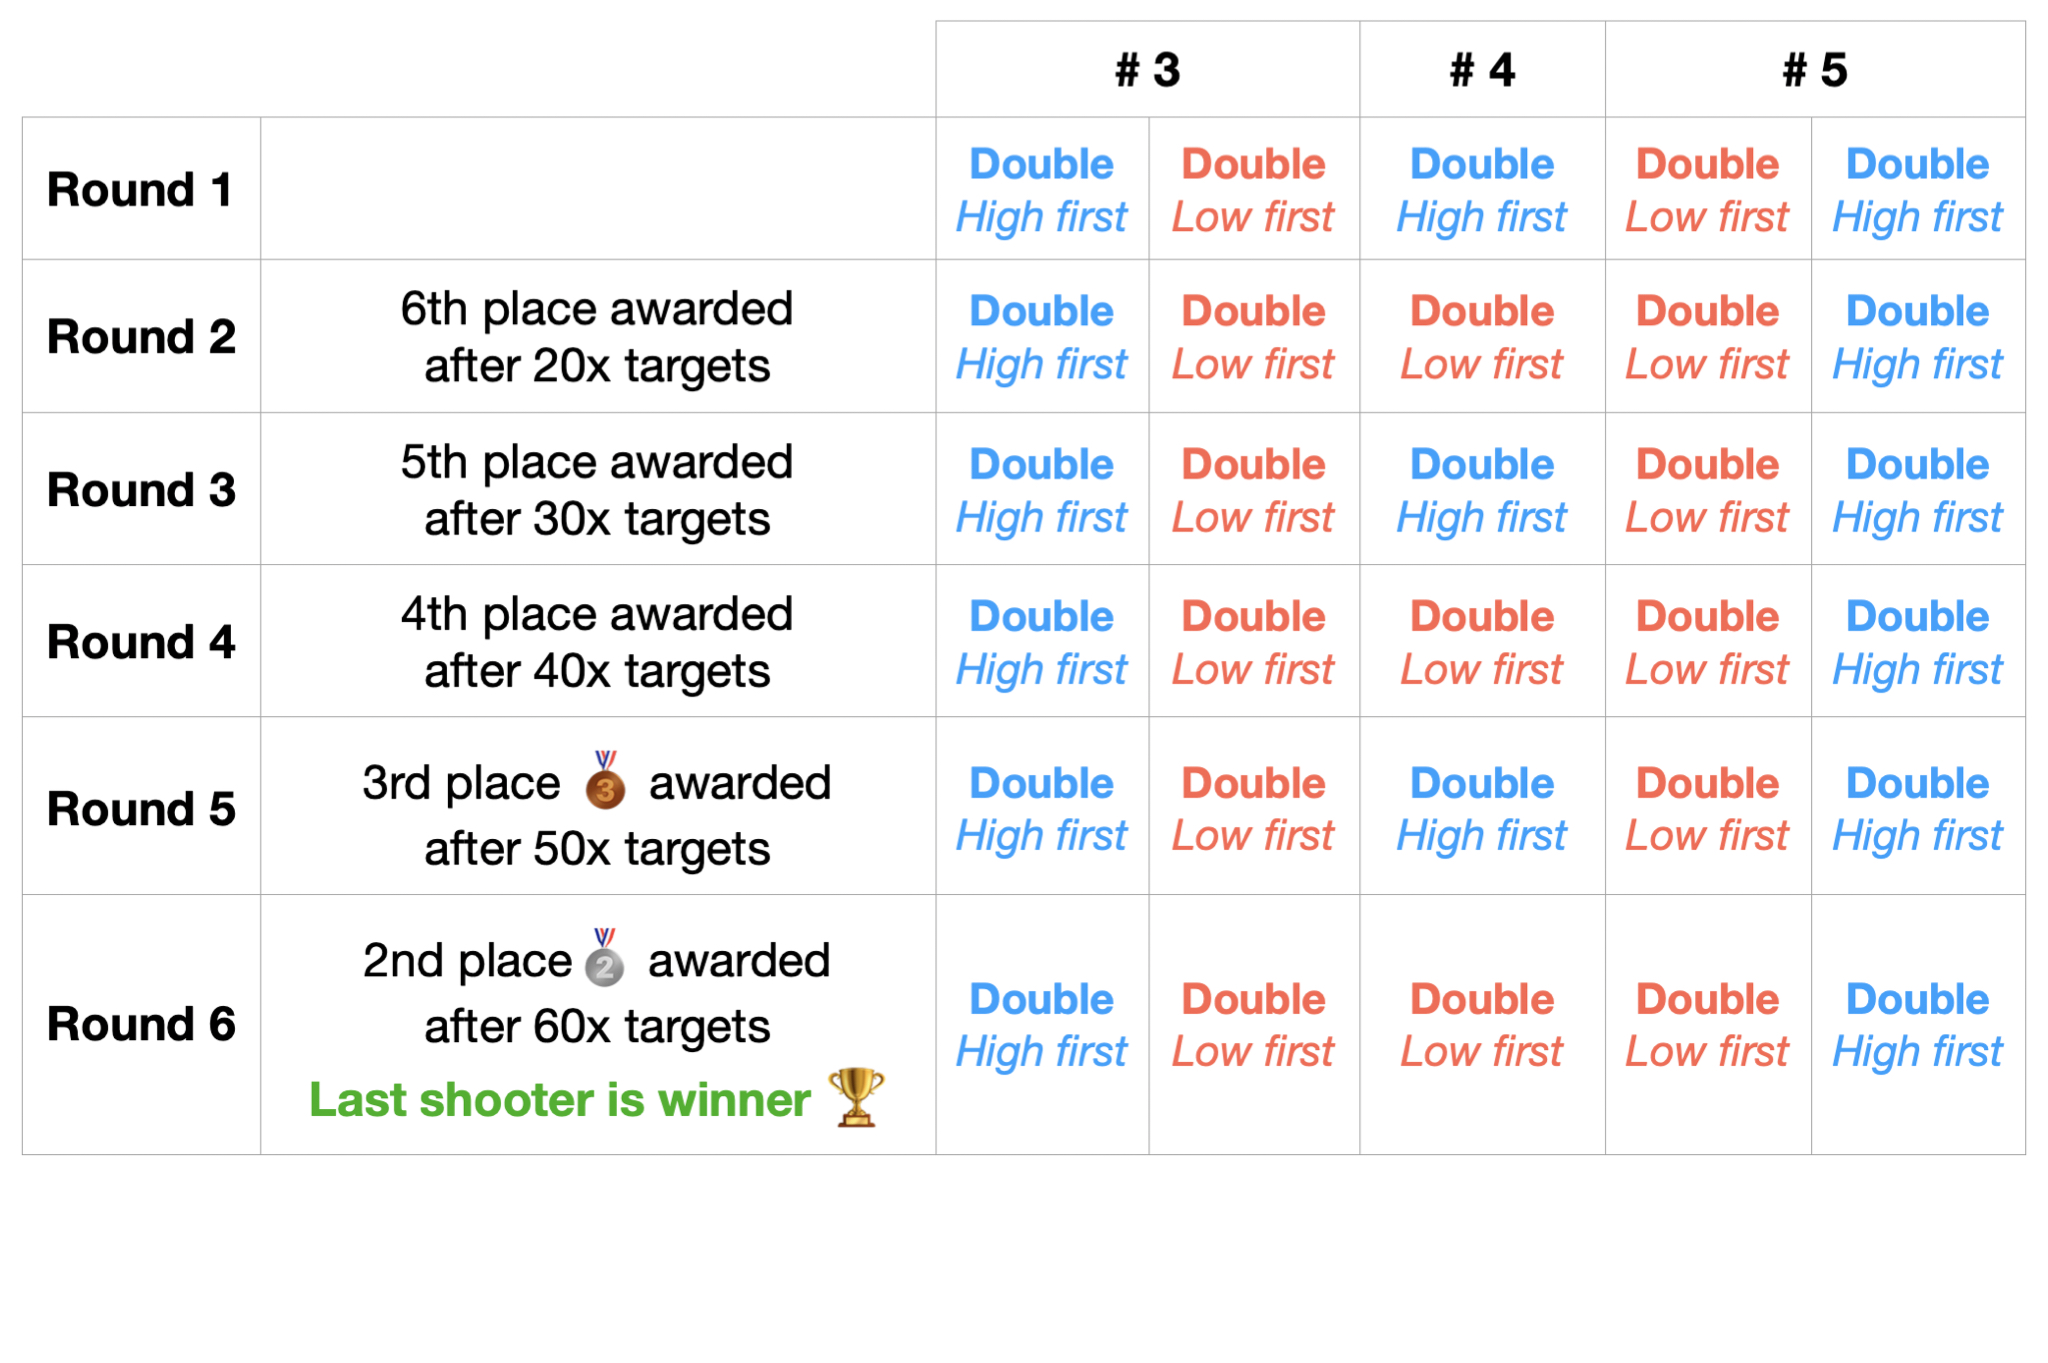 # 3 # 4 # 5
Round 1
Double Double Double Double Double
High first Low first High first Low first High first
Round 2
6th place awarded
after 20x targets
Double Double Double Double Double
High first Low first Low first Low first High first
Round 3
5th place awarded
after 30x targets
Double Double Double Double Double
High first Low first High first Low first High first
Round 4
4th place awarded
after 40x targets
Double Double Double Double Double
High first Low first Low first Low first High first
Round 5
3rd place 🥉 awarded
after 50x targets
Double Double Double Double Double
High first Low first High first Low first High first
Round 6
2nd place 🥈 awarded
after 60x targets
Last shooter is winner 🏆
Double Double Double Double Double
High first Low first Low first Low first High first